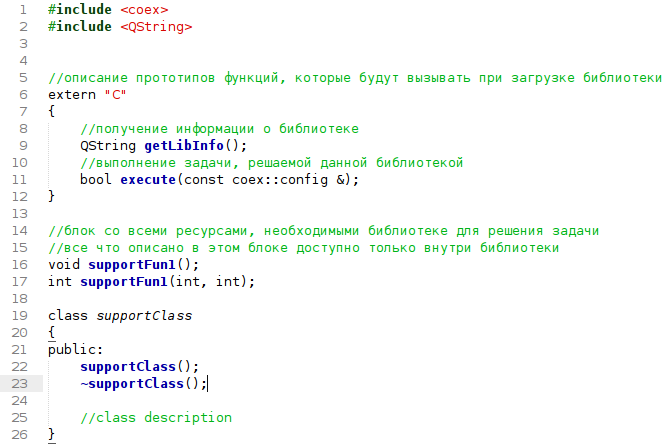 1 #include <coex>
2 #include <QString>
3
4
5 //описание прототипов функций, которые будут вызывать при загрузке библиотеки
6 extern "C"
7 {
8     //получение информации о библиотеке
9     QString getLibInfo();
10     //выполнение задачи, решаемой данной библиотекой
11     bool execute(const coex::config &);
12 }
13
14 //блок со всеми ресурсами, необходимыми библиотеке для решения задачи
15 //все что описано в этом блоке доступно только внутри библиотеки
16 void supportFun1();
17 int supportFun1(int, int);
18
19 class supportClass
20 {
21 public:
22     supportClass();
23     ~supportClass();
24
25     //class description
26 }